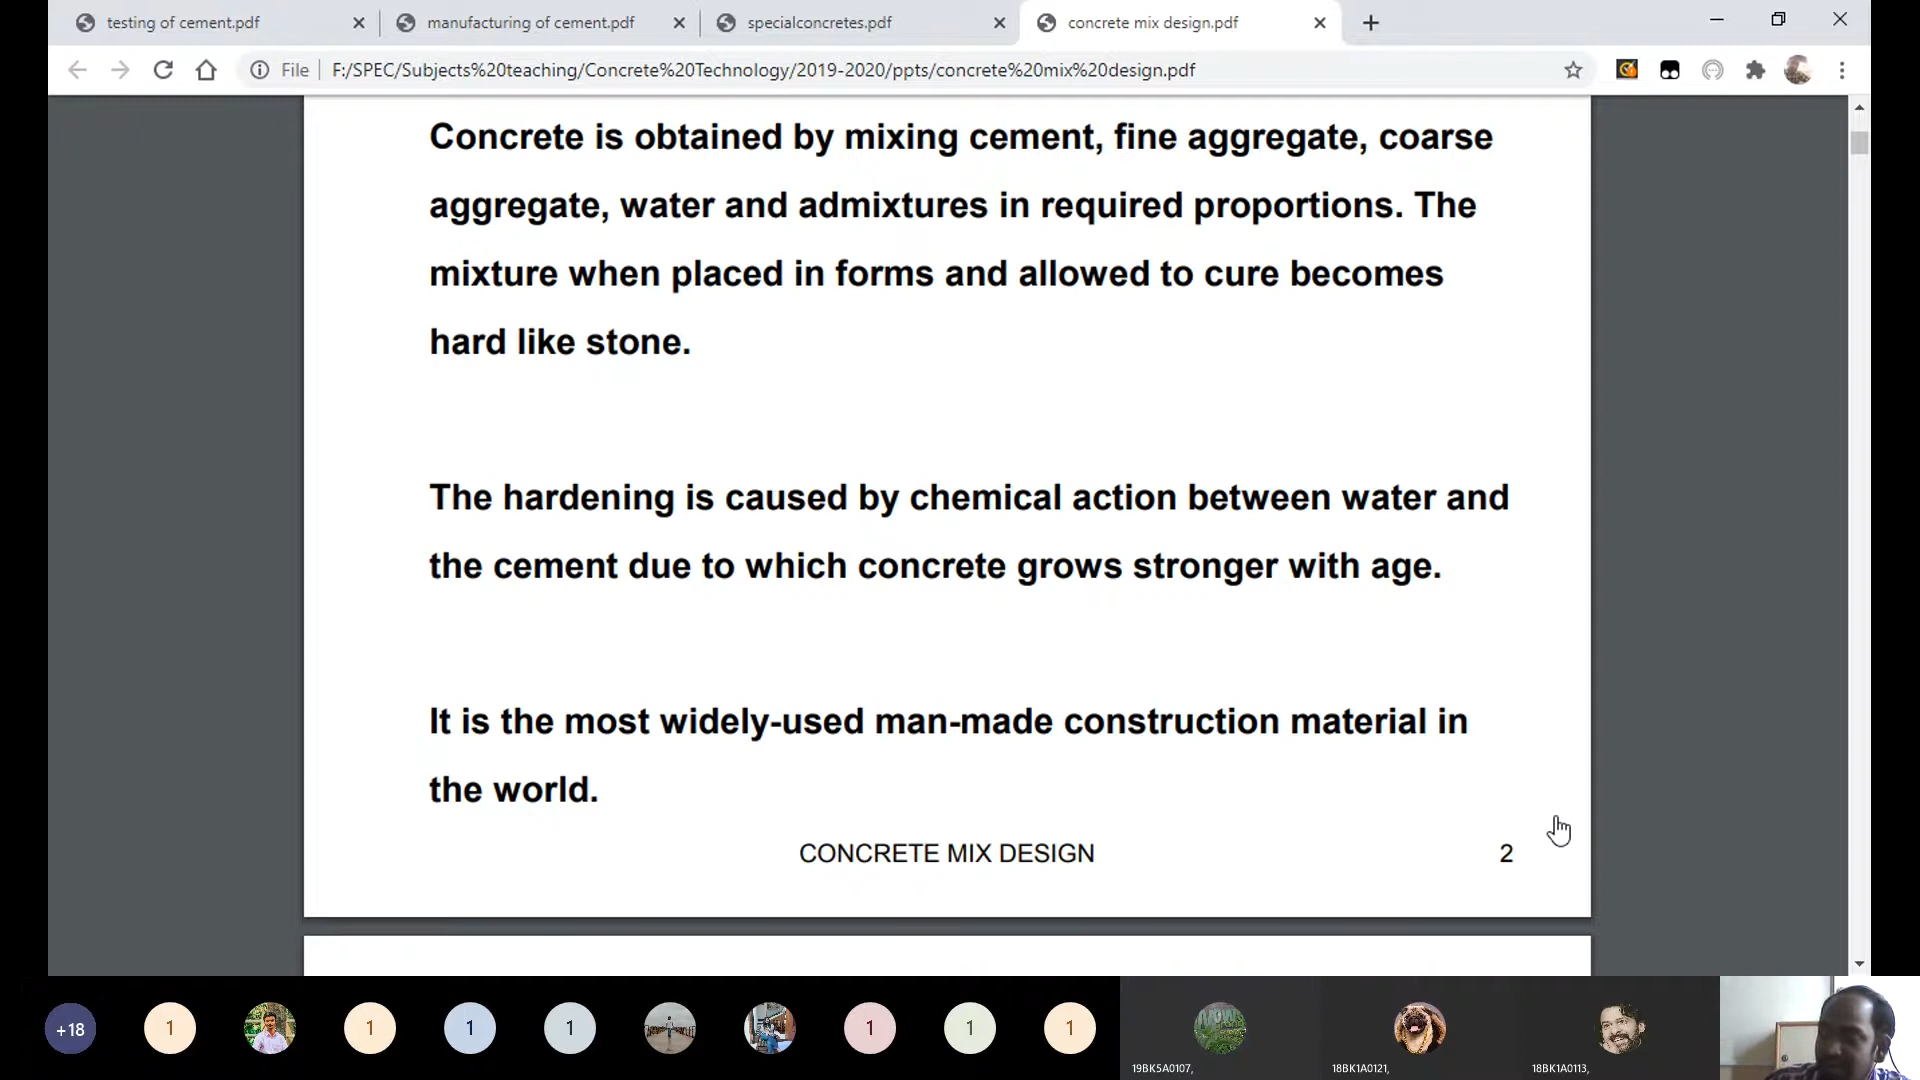 testing of cement.pdf
manufacturing of cement.pdf
specialconcretes.pdf
concrete mix design.pdf
File
F:/SPEC/Subjects%20teaching/Concrete%20Technology/2019-2020/ppts/concrete%20mix%20design.pdf
Concrete is obtained by mixing cement, fine aggregate, coarse
aggregate, water and admixtures in required proportions. The
mixture when placed in forms and allowed to cure becomes
hard like stone.
The hardening is caused by chemical action between water and
the cement due to which concrete grows stronger with age.
It is the most widely-used man-made construction material in
the world.
CONCRETE MIX DESIGN
2
+18
1
1
1
1
1
1
1
19BK5A0107,
18BK1A0121,
18BK1A0113,